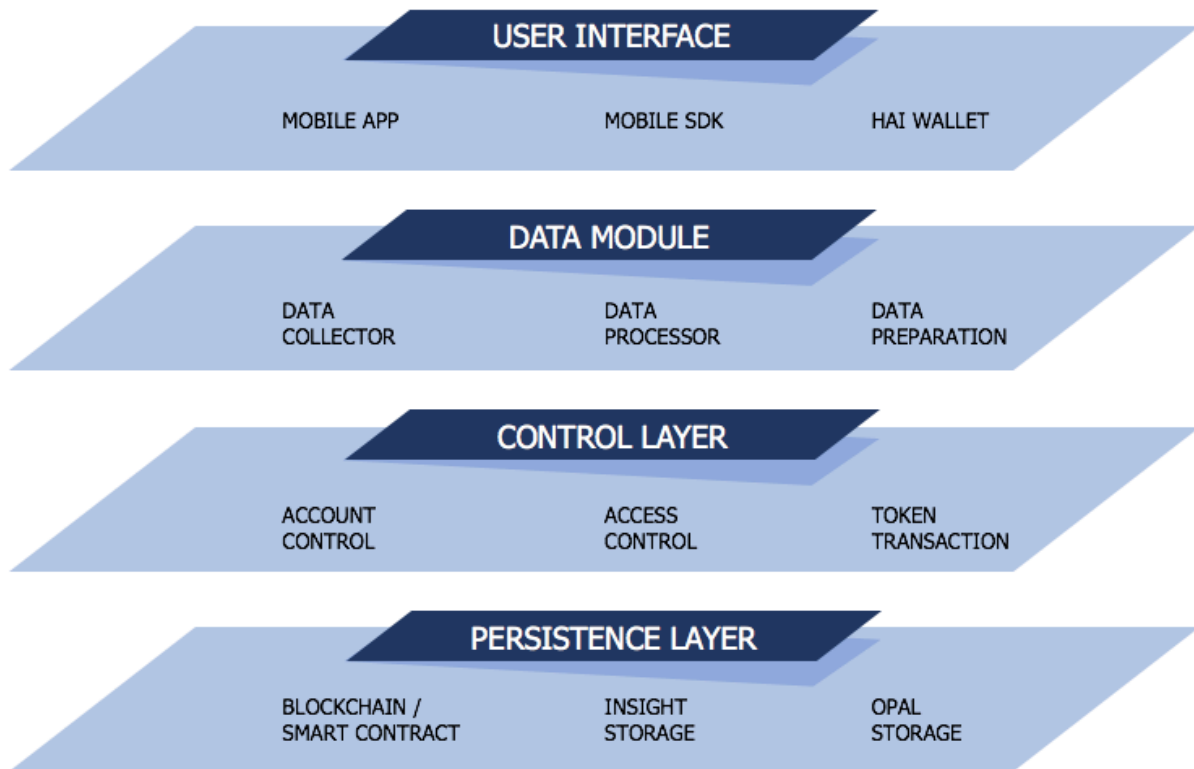 USER INTERFACE
MOBILE APP
MOBILE SDK
HAI WALLET
DATA MODULE
DATA
COLLECTOR
DATA
PROCESSOR
DATA
PREPARATION
CONTROL LAYER
ACCOUNT
CONTROL
ACCESS
CONTROL
TOKEN
TRANSACTION
PERSISTENCE LAYER
BLOCKCHAIN /
SMART CONTRACT
INSIGHT
STORAGE
OPAL
STORAGE